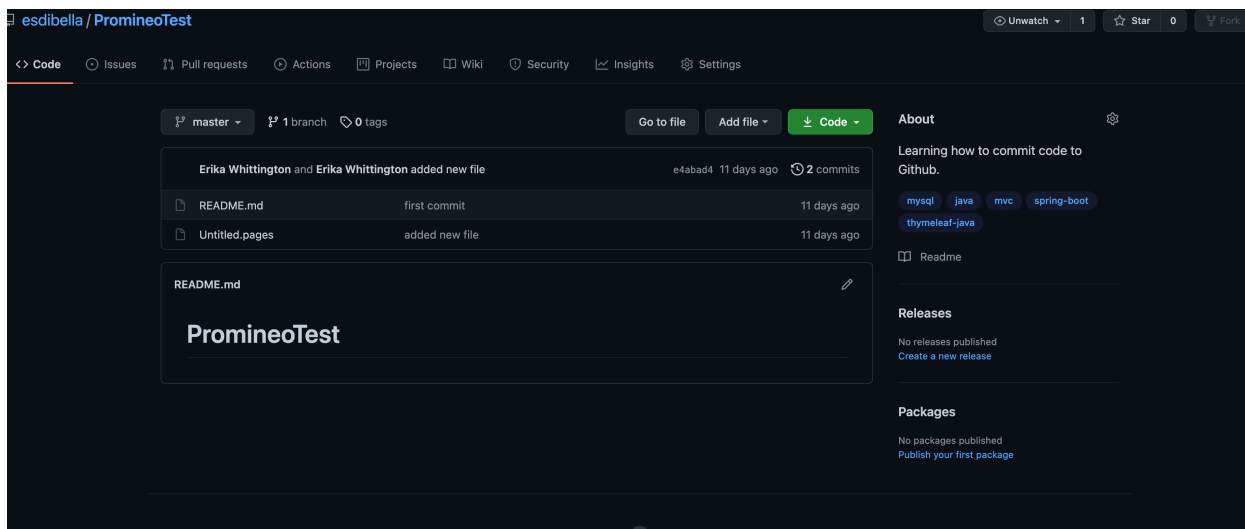 esdibella / PromineoTest
Unwatch 1 Star 0 Fork
<> Code Issues Pull requests Actions Projects Wiki Security Insights Settings
master 1 branch 0 tags Go to file Add file Code
Erika Whittington and Erika Whittington added new file e4abad4 11 days ago 2 commits
README.md first commit 11 days ago
Untitled.pages added new file 11 days ago
README.md
PromineoTest
About
Learning how to commit code to
Github.
mysql java mvc spring-boot
thymeleaf-java
Readme
Releases
No releases published
Create a new release
Packages
No packages published
Publish your first package